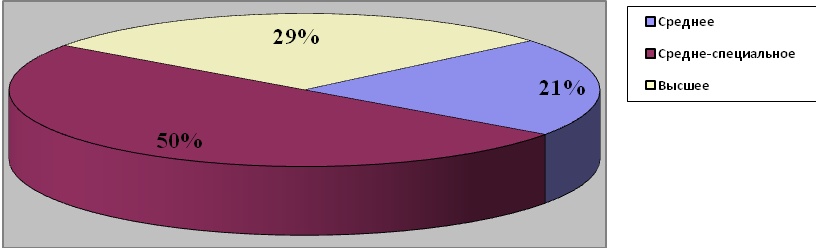 29%
21%
50%
Среднее
Средне-специальное
Высшее